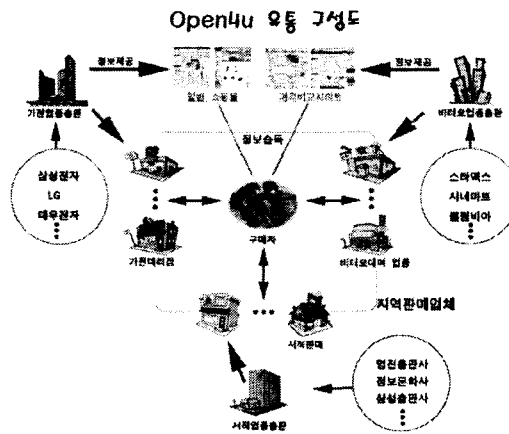 Open4u 유통 구성도
정보제공
정보제공
일반 쇼핑몰
가격비교사이트
가전업종총판
비디오업종총판
정보습득
삼성전자
LG
대우전자
스타맥스
시네마트
콜럼비아
구매자
가전대리점
비디오대여 업종
지역판매업체
서적판매
서적업종총판
정보문화사
삼성출판사